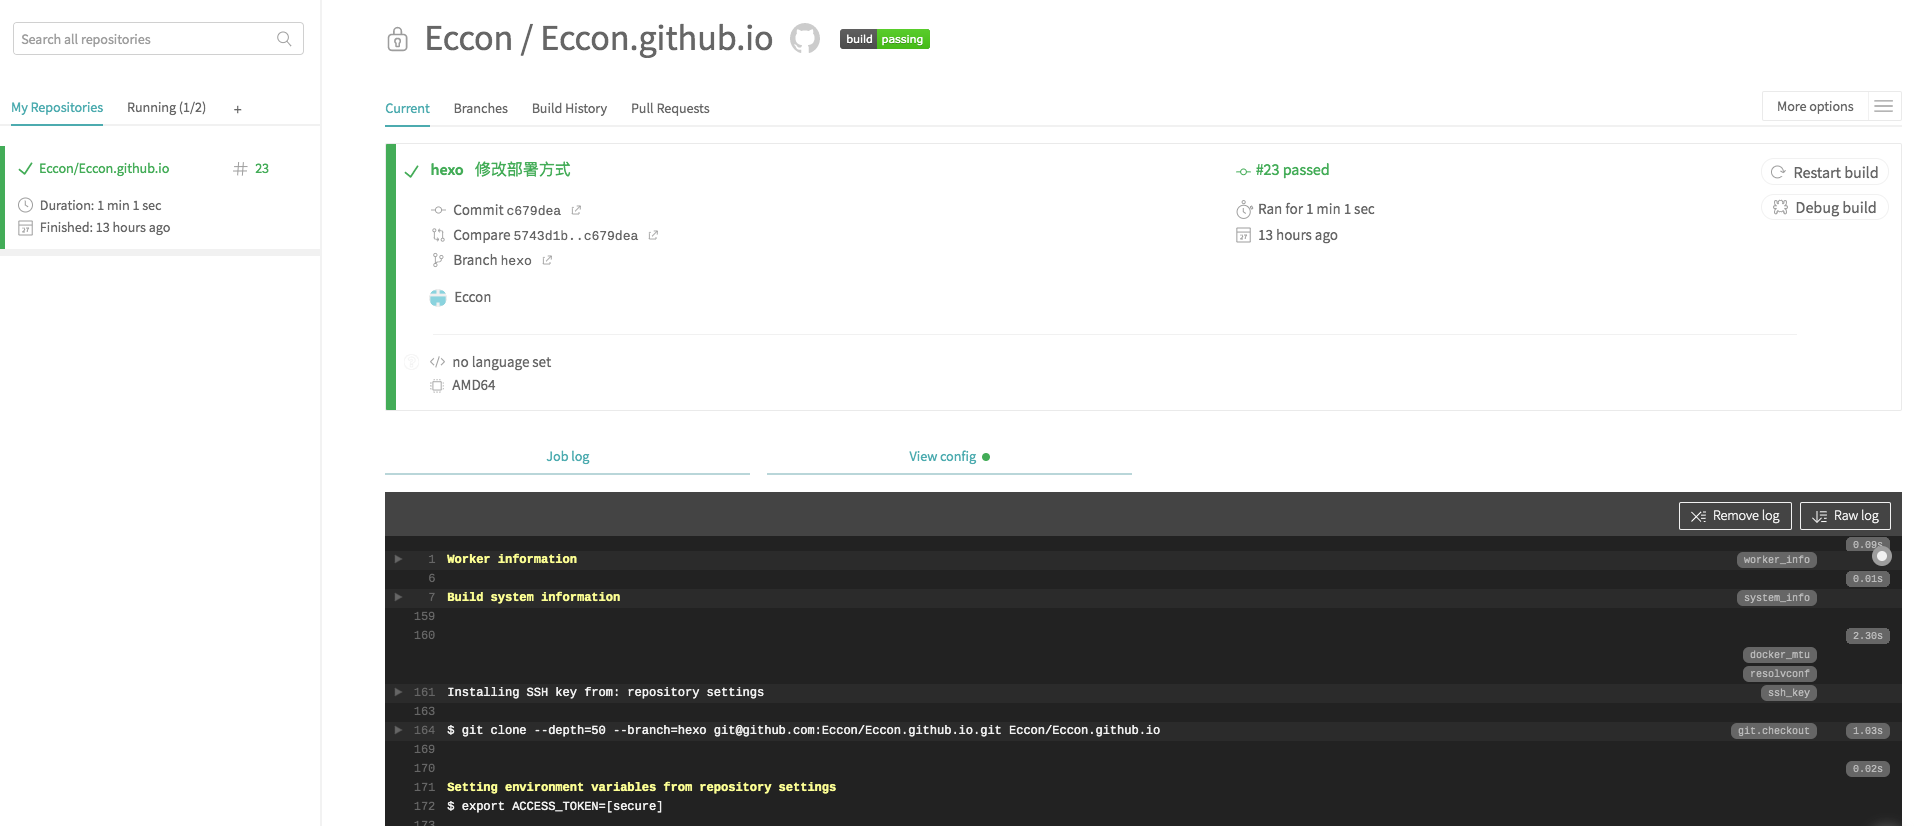 Search all repositories
My Repositories Running (1/2) +
Eccon/Eccon.github.io # 23
Duration: 1 min 1 sec
Finished: 13 hours ago
Eccon / Eccon.github.io build passing
Current Branches Build History Pull Requests More options
hexo 修改部署方式 #23 passed Restart build
Commit c679dea Ran for 1 min 1 sec Debug build
Compare 5743d1b..c679dea 13 hours ago
Branch hexo
Eccon
no language set
AMD64
Job log View config
Remove log Raw log
0.09s
1 Worker information worker_info
6 0.01s
7 Build system information system_info
159
160 2.30s
docker_mtu
resolvconf
161 Installing SSH key from: repository settings ssh_key
163
164 $ git clone --depth=50 --branch=hexo git@github.com:Eccon/Eccon.github.io.git Eccon/Eccon.github.io git.checkout 1.03s
169
170 0.02s
171 Setting environment variables from repository settings
172 $ export ACCESS_TOKEN=[secure]
173